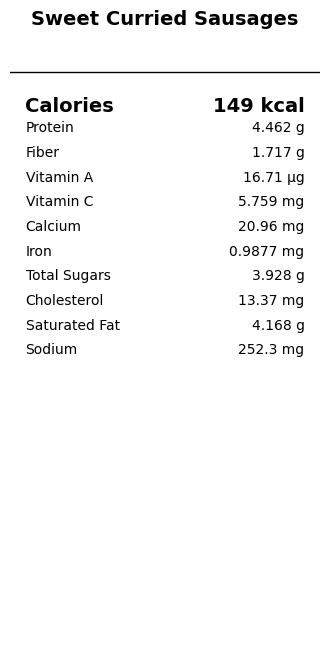 Sweet Curried Sausages
Calories 149 kcal
Protein 4.462 g
Fiber 1.717 g
Vitamin A 16.71 µg
Vitamin C 5.759 mg
Calcium 20.96 mg
Iron 0.9877 mg
Total Sugars 3.928 g
Cholesterol 13.37 mg
Saturated Fat 4.168 g
Sodium 252.3 mg